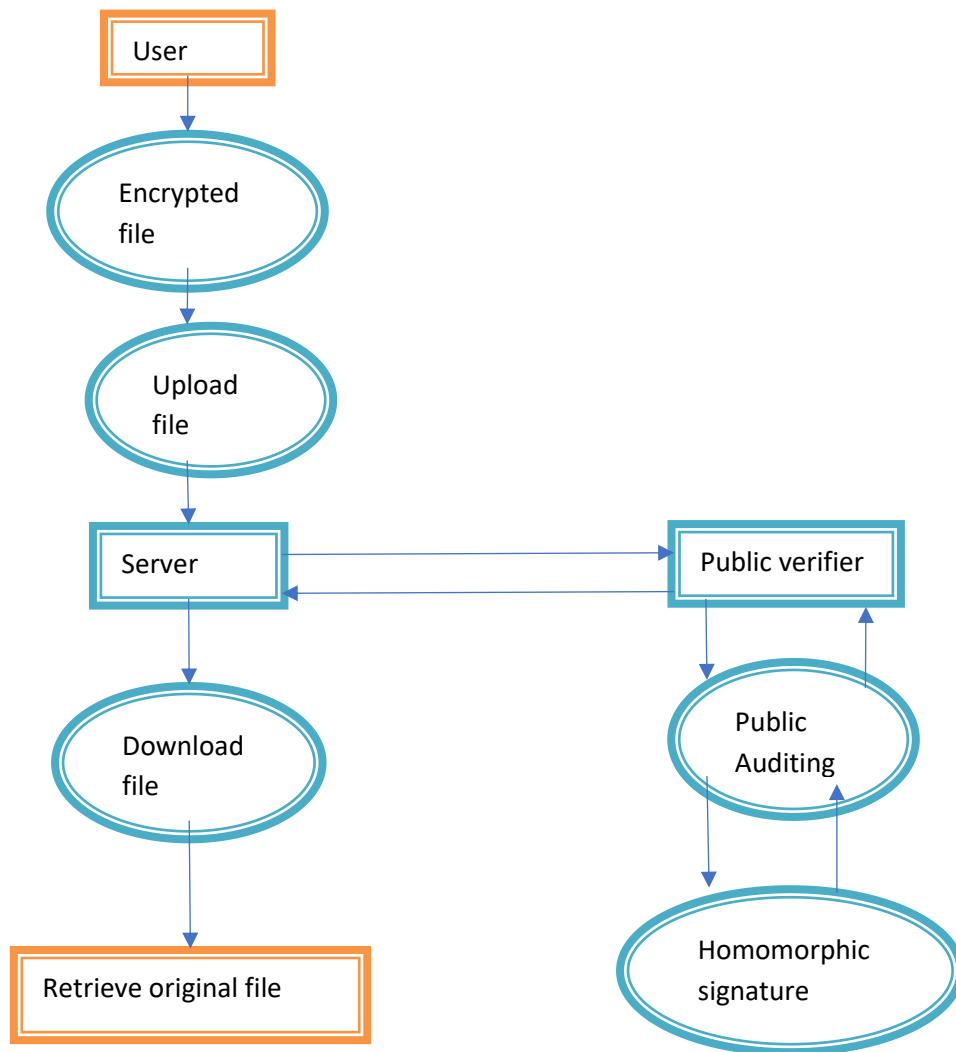 User
Encrypted
file
Upload
file
Server
Public verifier
Download
file
Public
Auditing
Retrieve original file
Homomorphic
signature